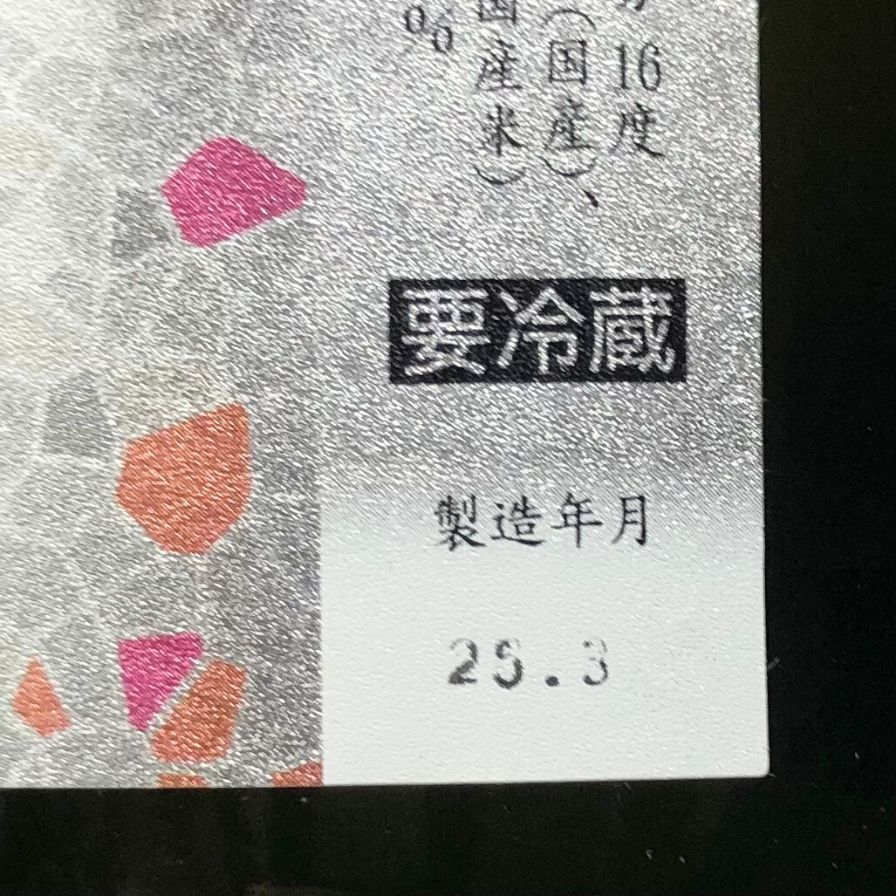 16度
(国産)、
国産米)
%
要冷蔵
製造年月
25.3